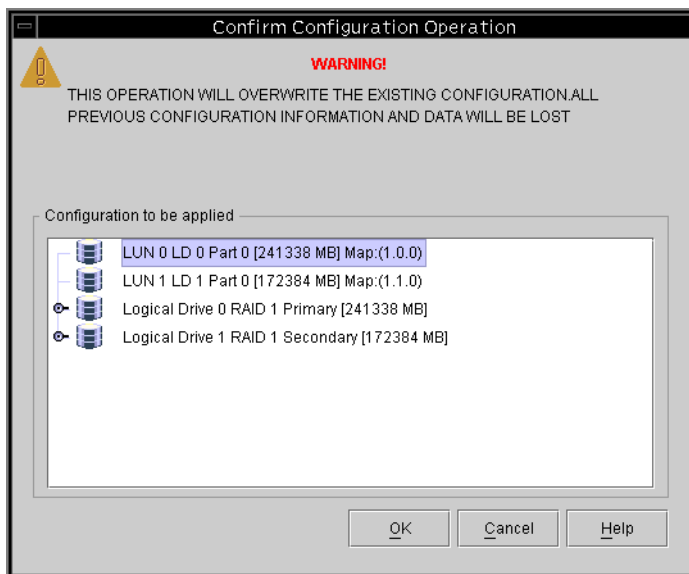 Confirm Configuration Operation
WARNING!
THIS OPERATION WILL OVERWRITE THE EXISTING CONFIGURATION.ALL
PREVIOUS CONFIGURATION INFORMATION AND DATA WILL BE LOST
Configuration to be applied
LUN 0 LD 0 Part 0 [241338 MB] Map:(1.0.0)
LUN 1 LD 1 Part 0 [172384 MB] Map:(1.1.0)
Logical Drive 0 RAID 1 Primary [241338 MB]
Logical Drive 1 RAID 1 Secondary [172384 MB]
OK Cancel Help